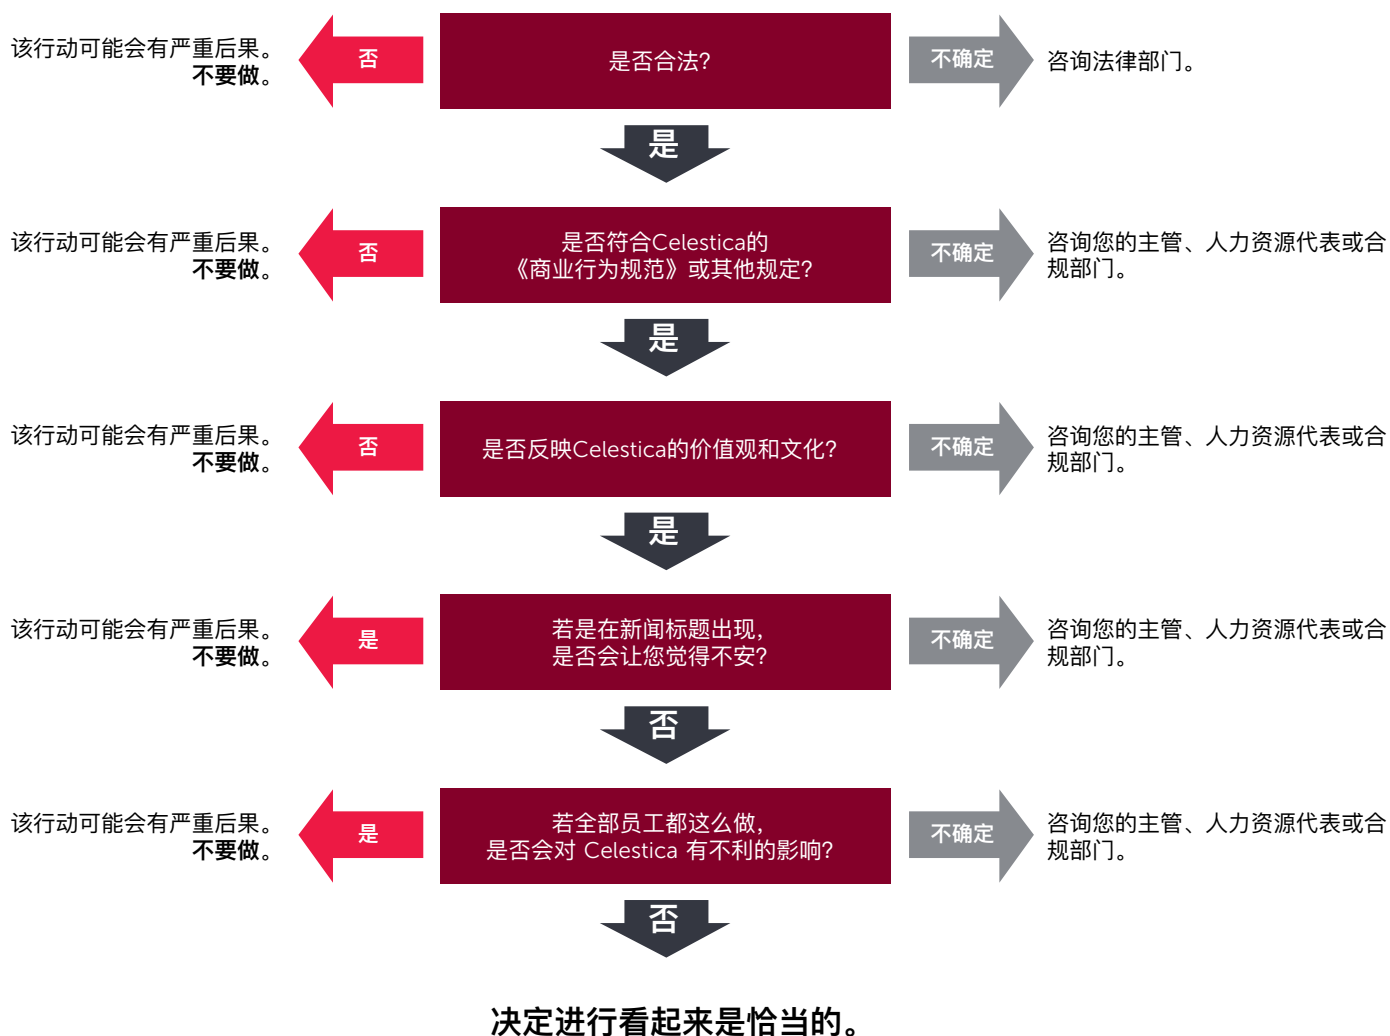 该行动可能会有严重后果。
不要做。
否
是否合法？
不确定
咨询法律部门。
是
该行动可能会有严重后果。
不要做。
否
是否符合Celestica的
《商业行为规范》或其他规定？
不确定
咨询您的主管、人力资源代表或合
规部门。
是
该行动可能会有严重后果。
不要做。
否
是否反映Celestica的价值观和文化？
不确定
咨询您的主管、人力资源代表或合
规部门。
是
该行动可能会有严重后果。
不要做。
是
若是在新闻标题出现，
是否会让您觉得不安？
不确定
咨询您的主管、人力资源代表或合
规部门。
否
该行动可能会有严重后果。
不要做。
是
若全部员工都这么做，
是否会对 Celestica 有不利的影响？
不确定
咨询您的主管、人力资源代表或合
规部门。
否
决定进行看起来是恰当的。